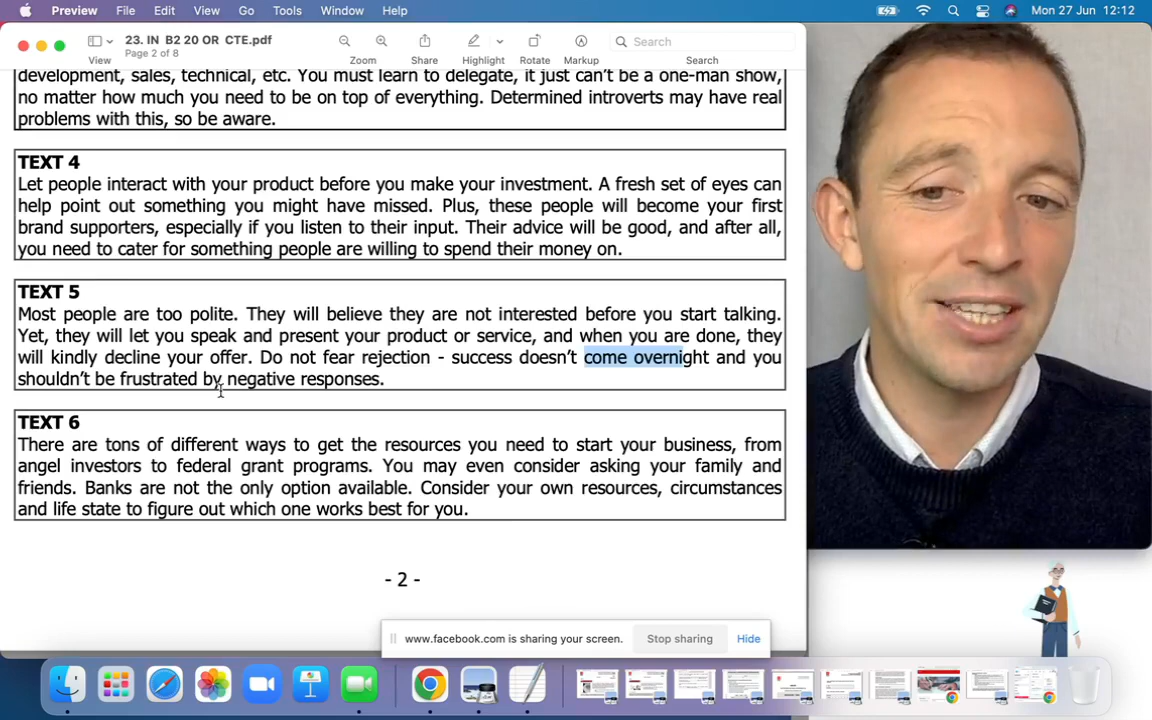 Preview File Edit View Go Tools Window Help Mon 27 Jun 12:12
23. IN B2 20 OR CTE.pdf
Page 2 of 8
Search
View Zoom Share Highlight Rotate Markup Search
development, sales, technical, etc. You must learn to delegate, it just can't be a one-man show,
no matter how much you need to be on top of everything. Determined introverts may have real
problems with this, so be aware.
TEXT 4
Let people interact with your product before you make your investment. A fresh set of eyes can
help point out something you might have missed. Plus, these people will become your first
brand supporters, especially if you listen to their input. Their advice will be good, and after all,
you need to cater for something people are willing to spend their money on.
TEXT 5
Most people are too polite. They will believe they are not interested before you start talking.
Yet, they will let you speak and present your product or service, and when you are done, they
will kindly decline your offer. Do not fear rejection - success doesn't come overnight and you
shouldn't be frustrated by negative responses.
TEXT 6
There are tons of different ways to get the resources you need to start your business, from
angel investors to federal grant programs. You may even consider asking your family and
friends. Banks are not the only option available. Consider your own resources, circumstances
and life state to figure out which one works best for you.
- 2 -
www.facebook.com is sharing your screen. Stop sharing Hide